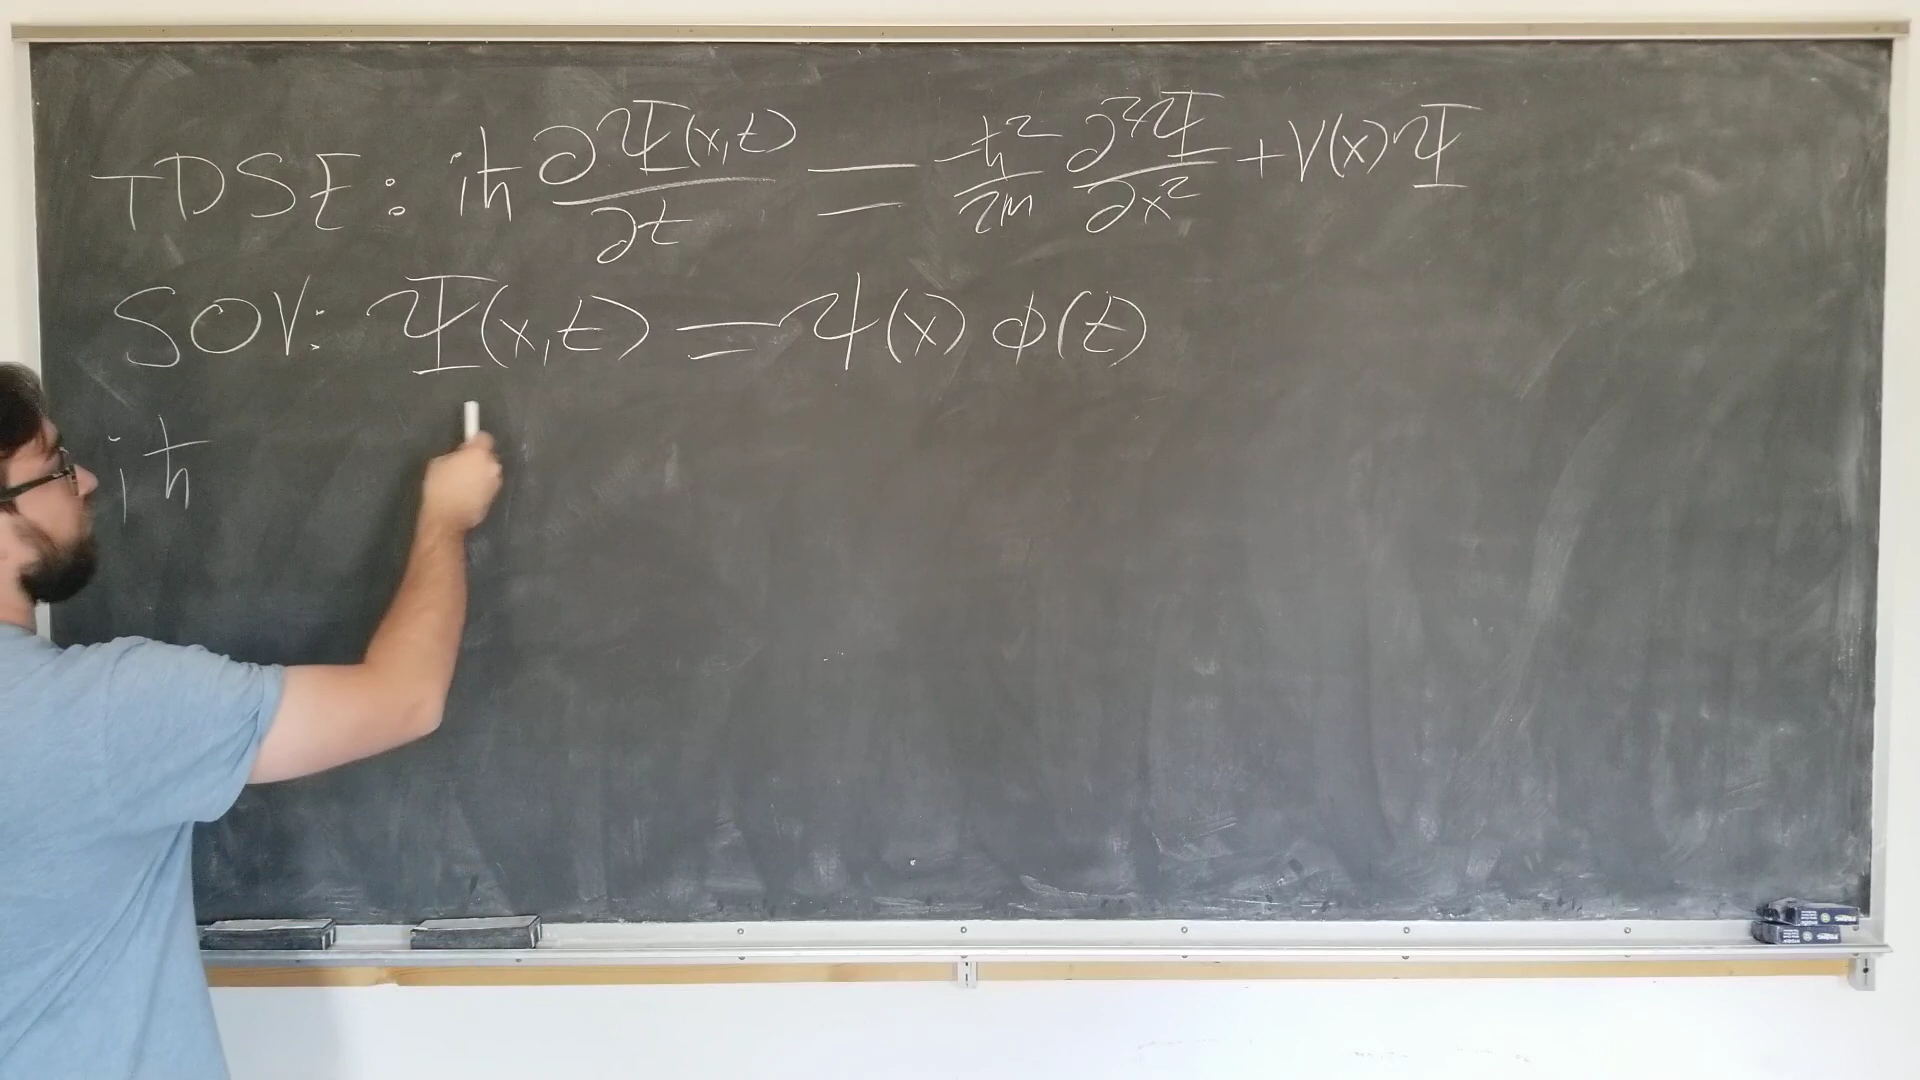 TDSE: iħ ∂Ψ(x,t)/∂t = -ħ²/2m ∂²Ψ/∂x² + V(x)Ψ
SOV: Ψ(x,t) = ψ(x) ϕ(t)
iħ